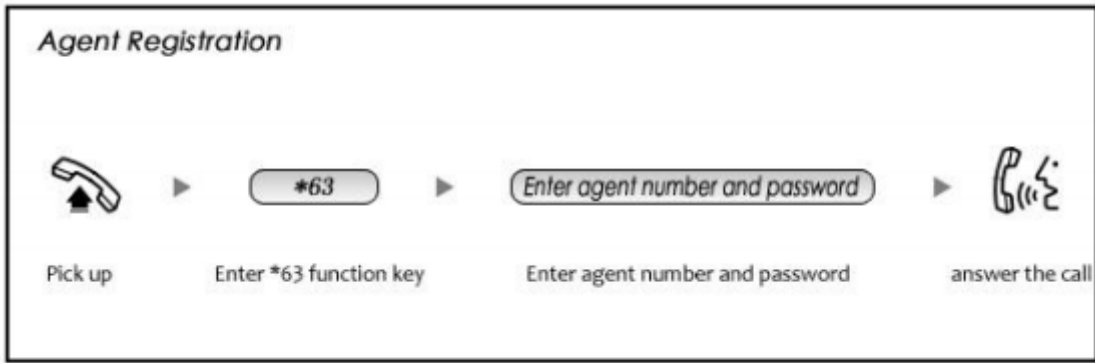 Agent Registration
*63
Enter agent number and password
Pick up
Enter *63 function key
Enter agent number and password
answer the call